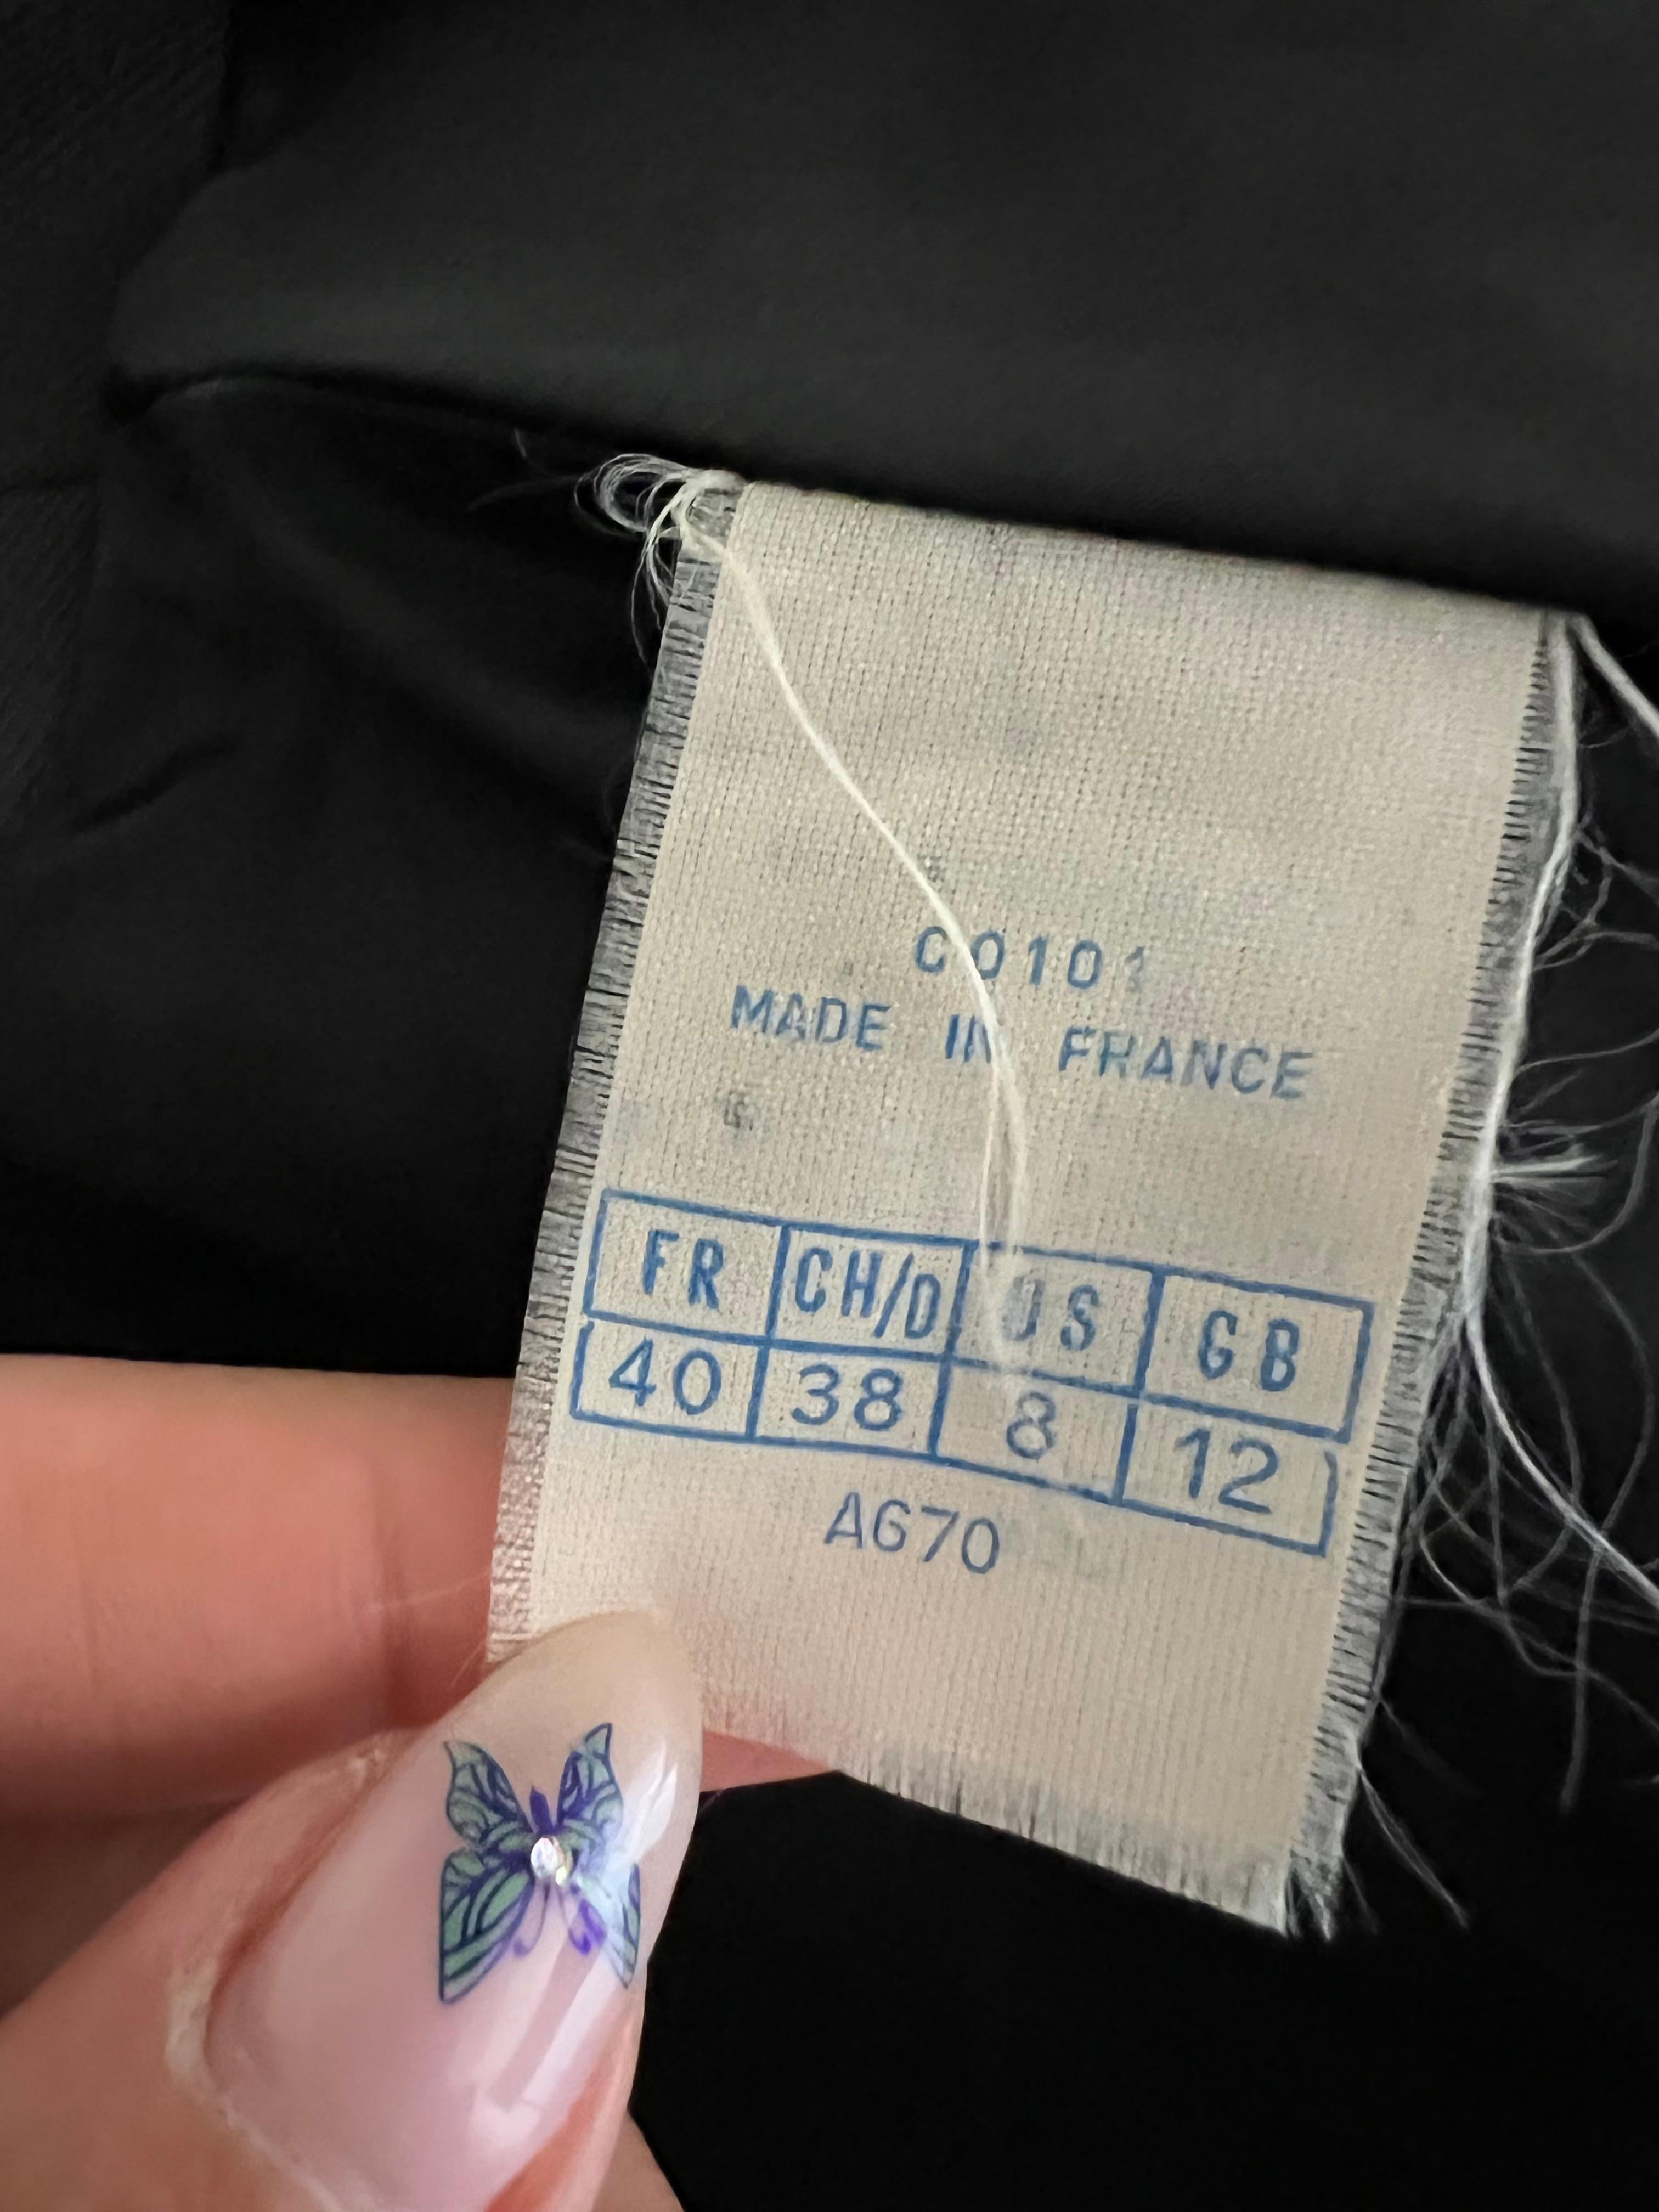 C0101
MADE IN FRANCE
FR CH/D US GB
40 38 8 12
A670